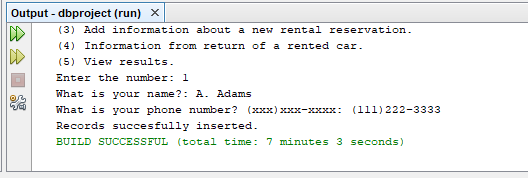 Output - dbproject (run) ×
(3) Add information about a new rental reservation.
(4) Information from return of a rented car.
(5) View results.
Enter the number: 1
What is your name?: A. Adams
What is your phone number? (xxx)xxx-xxxx: (111)222-3333
Records succesfully inserted.
BUILD SUCCESSFUL (total time: 7 minutes 3 seconds)